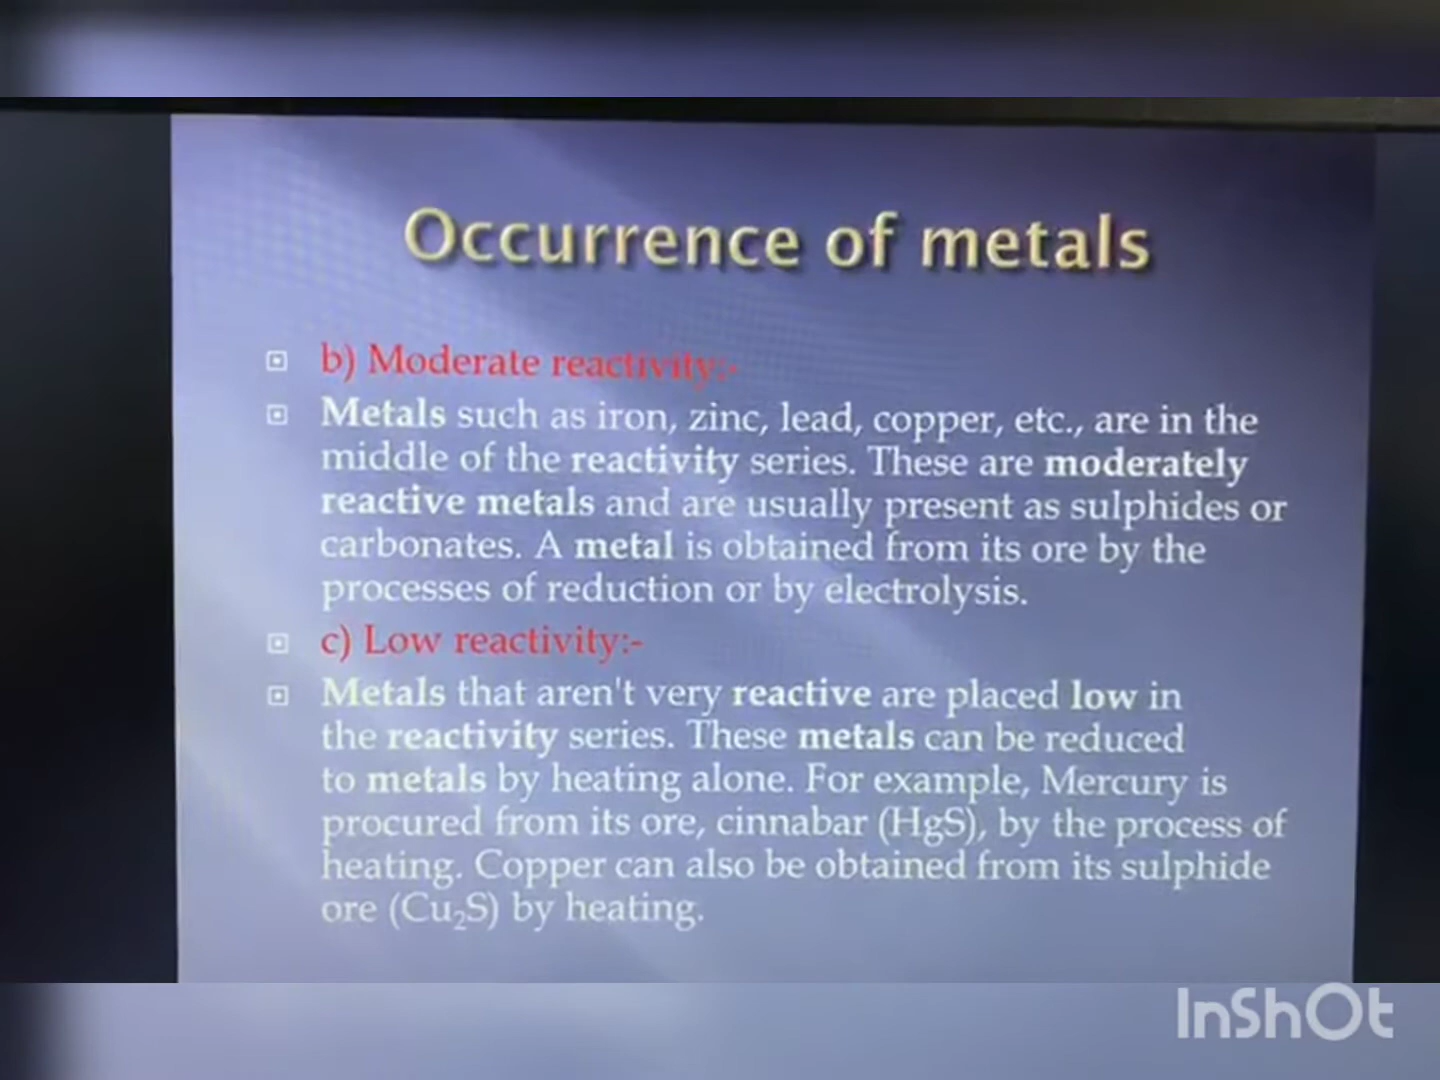 Occurrence of metals
b) Moderate reactivity:-
Metals such as iron, zinc, lead, copper, etc., are in the
middle of the reactivity series. These are moderately
reactive metals and are usually present as sulphides or
carbonates. A metal is obtained from its ore by the
processes of reduction or by electrolysis.
c) Low reactivity:-
Metals that aren't very reactive are placed low in
the reactivity series. These metals can be reduced
to metals by heating alone. For example, Mercury is
procured from its ore, cinnabar (HgS), by the process of
heating. Copper can also be obtained from its sulphide
ore (Cu₂S) by heating.
InShOt